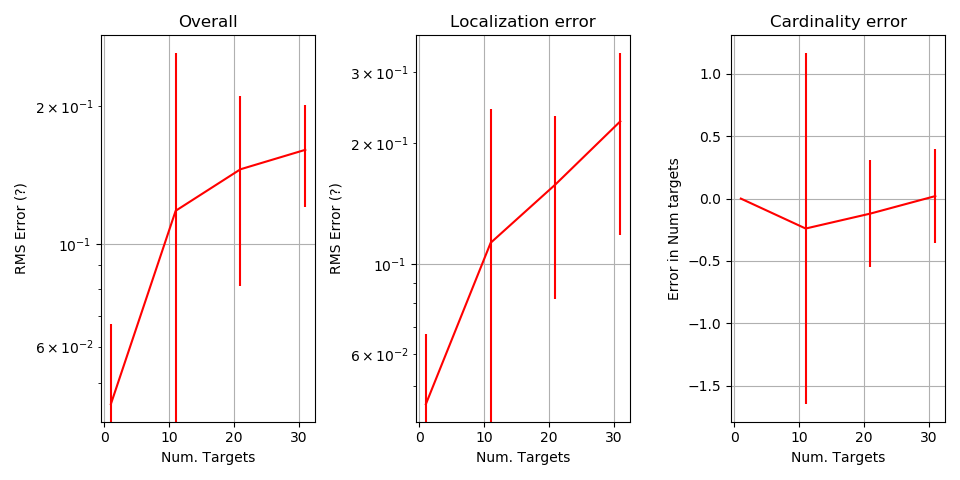 Overall
RMS Error (?)
2 × 10⁻¹
10⁻¹
6 × 10⁻²
0 10 20 30
Num. Targets
Localization error
RMS Error (?)
3 × 10⁻¹
2 × 10⁻¹
10⁻¹
6 × 10⁻²
0 10 20 30
Num. Targets
Cardinality error
Error in Num targets
1.0
0.5
0.0
−0.5
−1.0
−1.5
0 10 20 30
Num. Targets